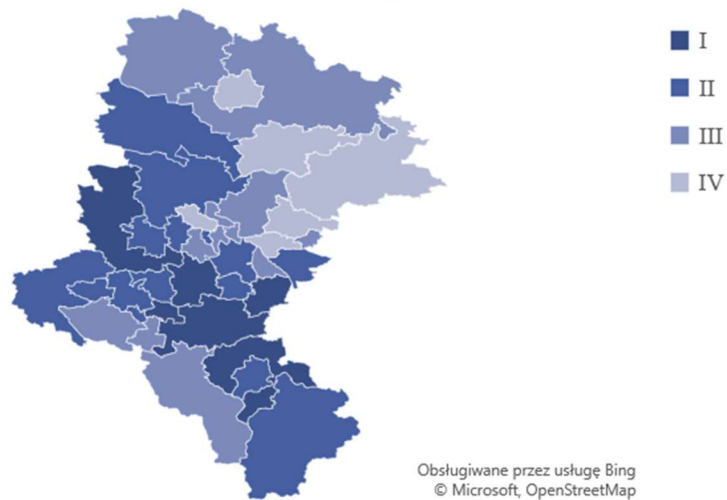 I
II
III
IV
Obsługiwane przez usługę Bing
© Microsoft, OpenStreetMap